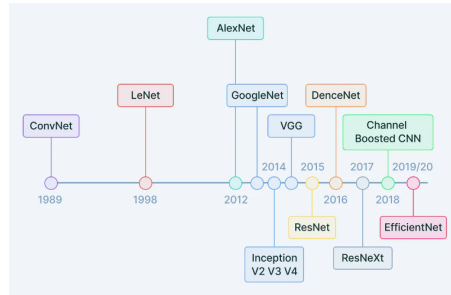 AlexNet
LeNet
GoogleNet
DenceNet
ConvNet
VGG
Channel
Boosted CNN
2014
2015
2017
2019/20
1989
1998
2012
2016
2018
ResNet
EfficientNet
Inception
V2 V3 V4
ResNeXt